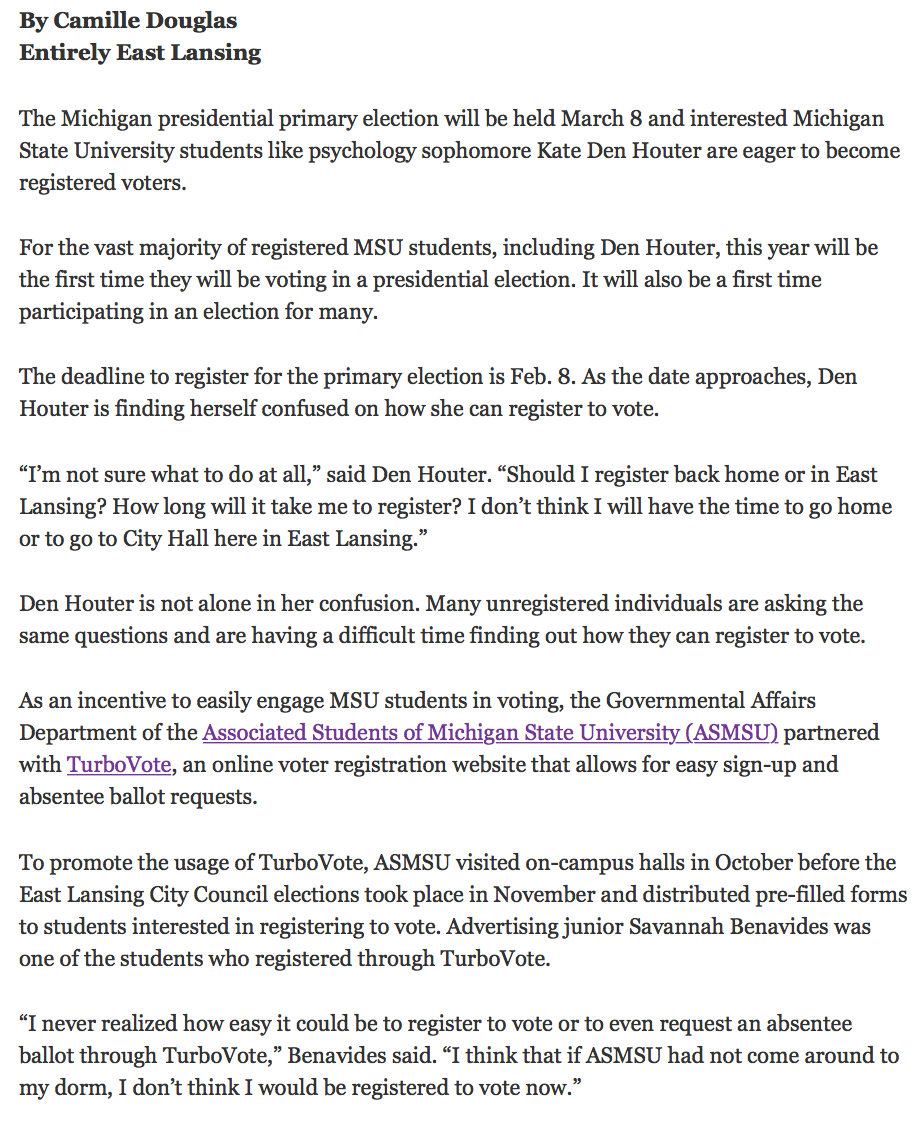 By Camille Douglas
Entirely East Lansing
The Michigan presidential primary election will be held March 8 and interested Michigan
State University students like psychology sophomore Kate Den Houter are eager to become
registered voters.
For the vast majority of registered MSU students, including Den Houter, this year will be
the first time they will be voting in a presidential election. It will also be a first time
participating in an election for many.
The deadline to register for the primary election is Feb. 8. As the date approaches, Den
Houter is finding herself confused on how she can register to vote.
“I’m not sure what to do at all,” said Den Houter. “Should I register back home or in East
Lansing? How long will it take me to register? I don’t think I will have the time to go home
or to go to City Hall here in East Lansing.”
Den Houter is not alone in her confusion. Many unregistered individuals are asking the
same questions and are having a difficult time finding out how they can register to vote.
As an incentive to easily engage MSU students in voting, the Governmental Affairs
Department of the Associated Students of Michigan State University (ASMSU) partnered
with TurboVote, an online voter registration website that allows for easy sign-up and
absentee ballot requests.
To promote the usage of TurboVote, ASMSU visited on-campus halls in October before the
East Lansing City Council elections took place in November and distributed pre-filled forms
to students interested in registering to vote. Advertising junior Savannah Benavides was
one of the students who registered through TurboVote.
“I never realized how easy it could be to register to vote or to even request an absentee
ballot through TurboVote,” Benavides said. “I think that if ASMSU had not come around to
my dorm, I don’t think I would be registered to vote now.”